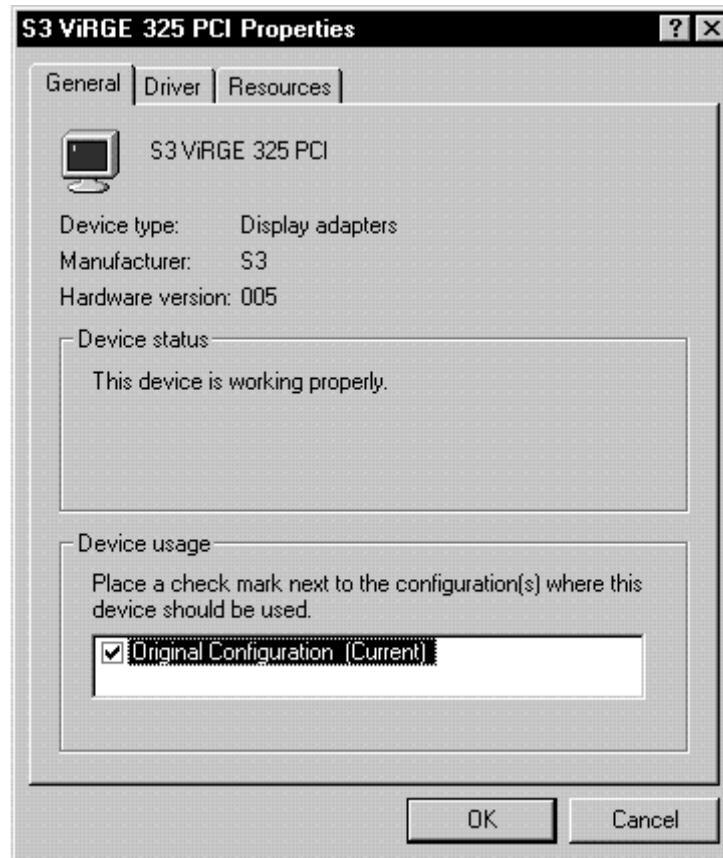 S3 ViRGE 325 PCI Properties
General Driver Resources
S3 ViRGE 325 PCI
Device type: Display adapters
Manufacturer: S3
Hardware version: 005
Device status
This device is working properly.
Device usage
Place a check mark next to the configuration(s) where this
device should be used.
Original Configuration (Current)
OK Cancel